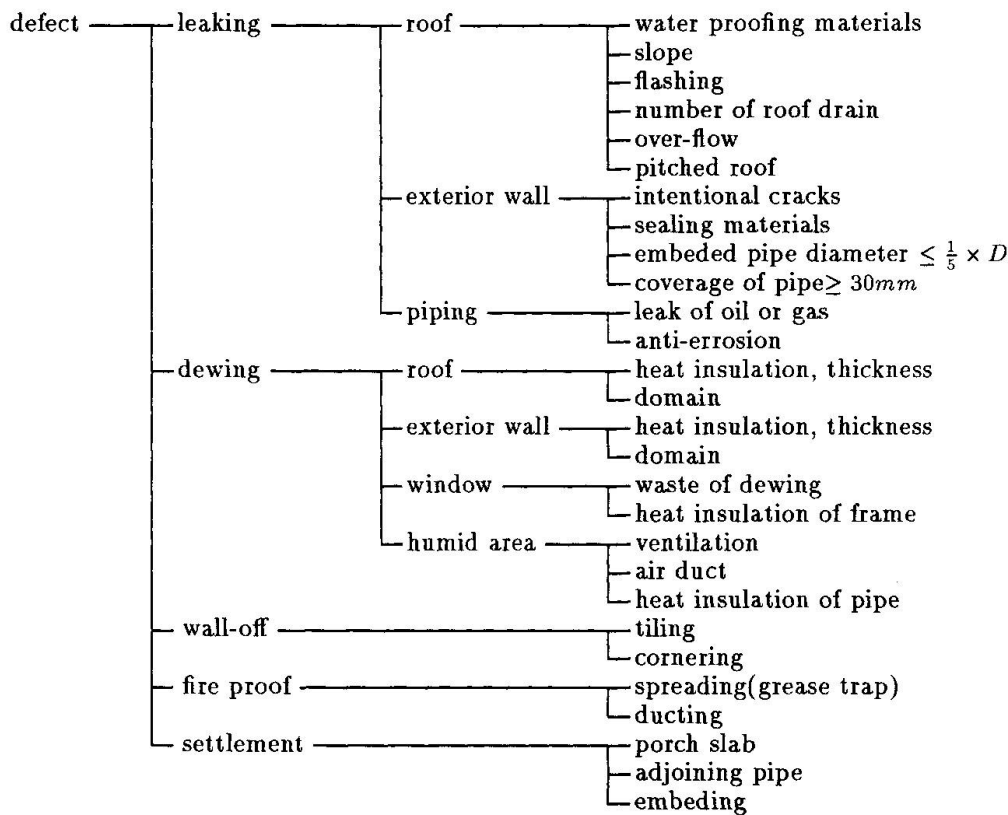 defect leaking roof water proofing materials
slope
flashing
number of roof drain
over-flow
pitched roof
exterior wall intentional cracks
sealing materials
embeded pipe diameter ≤ 1/5 × D
coverage of pipe≥ 30mm
piping leak of oil or gas
anti-errosion
dewing roof heat insulation, thickness
domain
exterior wall heat insulation, thickness
domain
window waste of dewing
heat insulation of frame
humid area ventilation
air duct
heat insulation of pipe
wall-off tiling
cornering
fire proof spreading(grease trap)
ducting
settlement porch slab
adjoining pipe
embeding